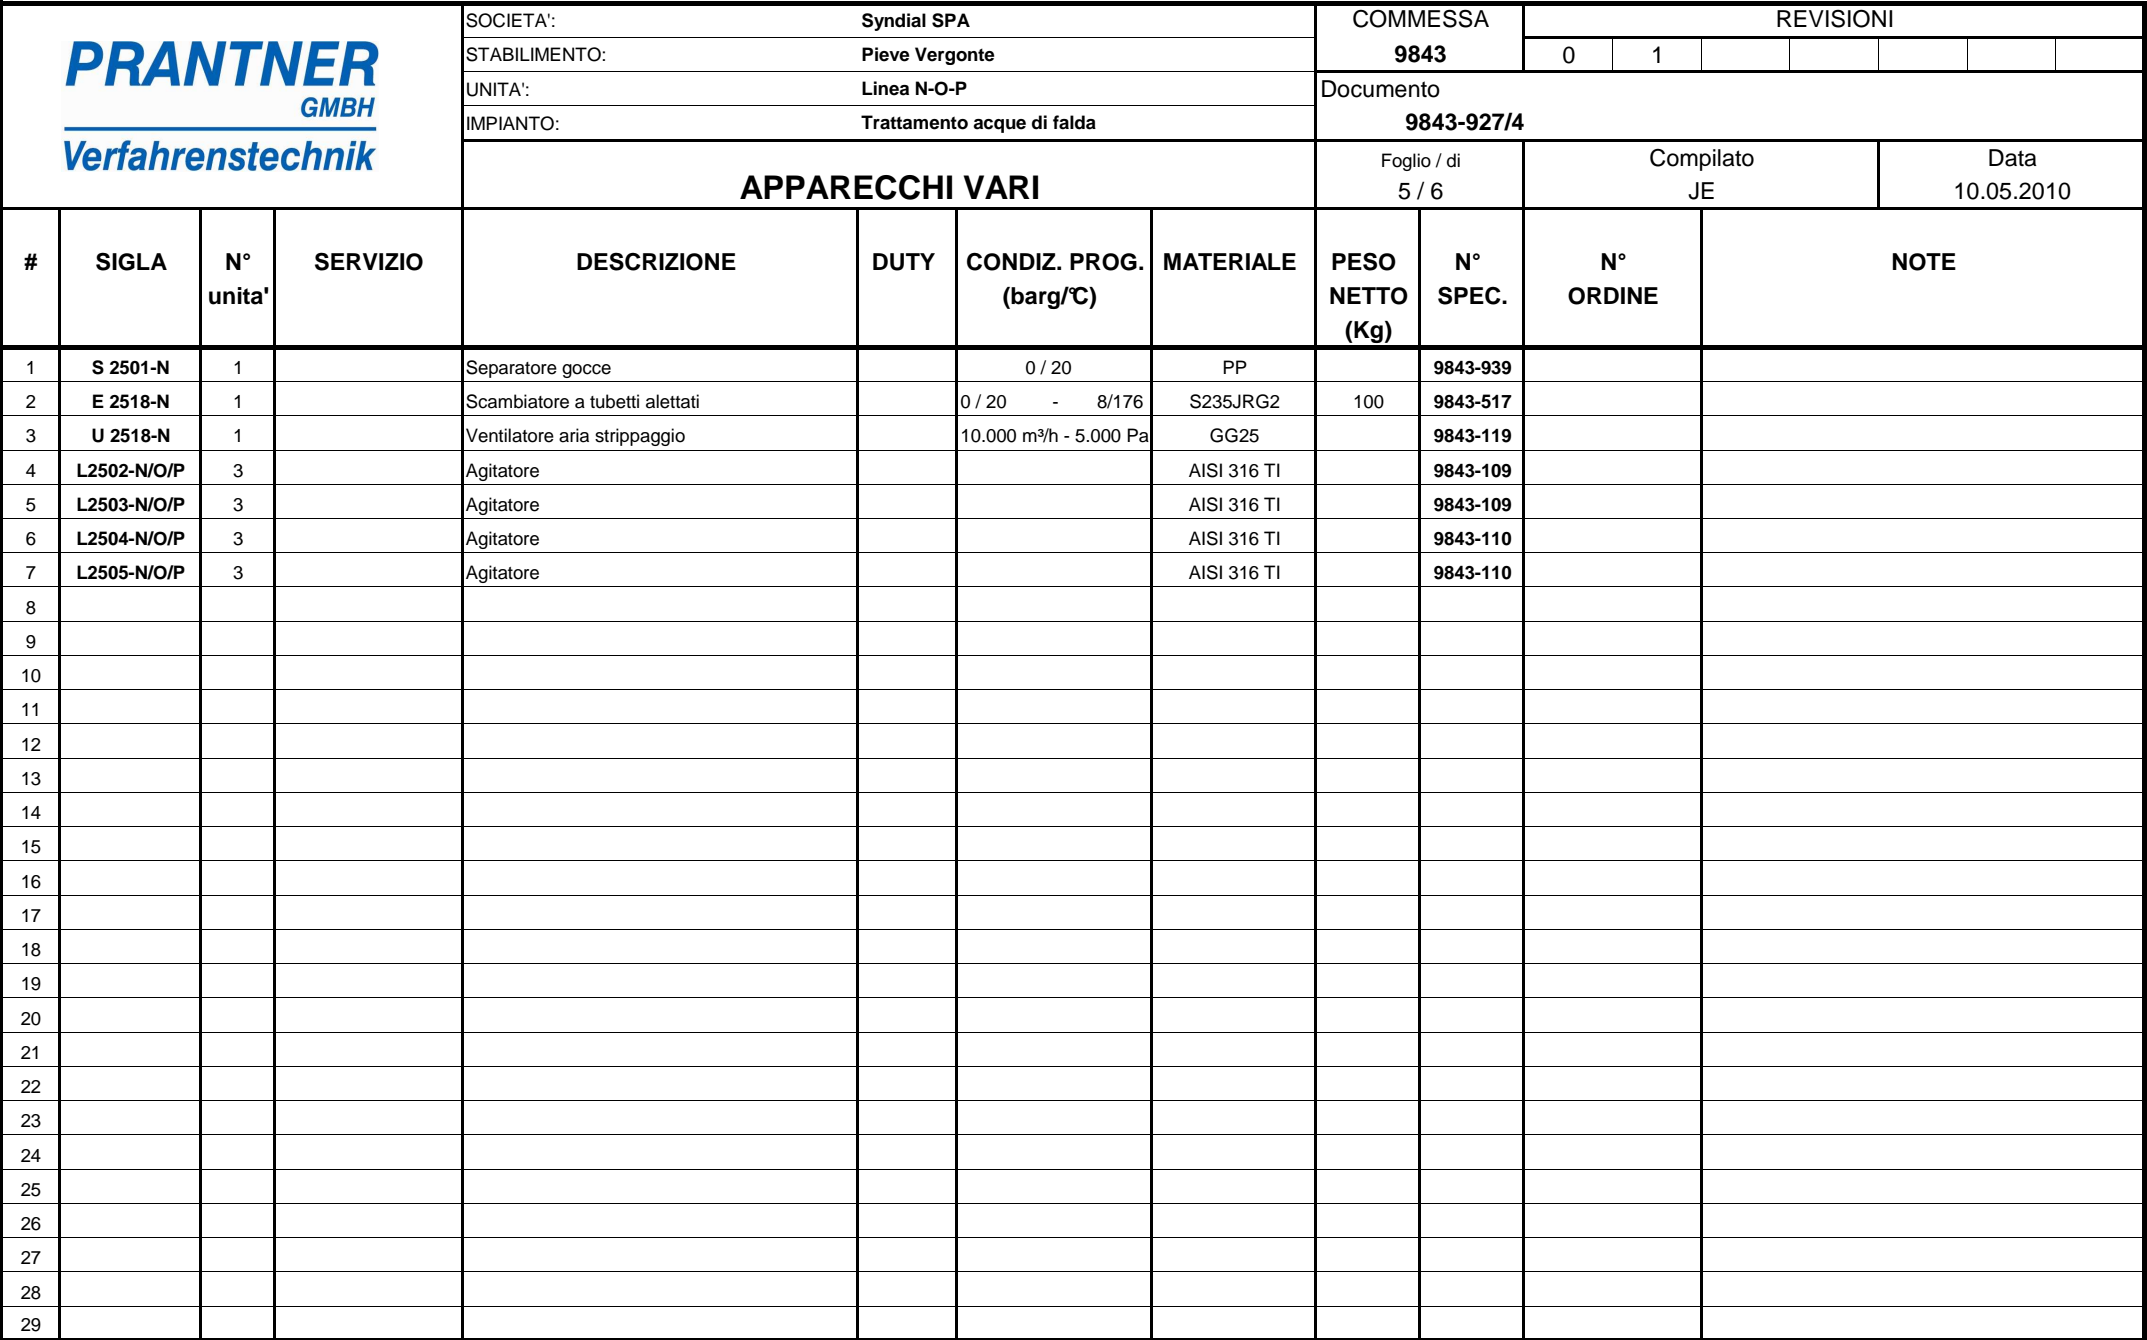 PRANTNER
GMBH
Verfahrenstechnik
SOCIETA': Syndial SPA
STABILIMENTO: Pieve Vergonte
UNITA': Linea N-O-P
IMPIANTO: Trattamento acque di falda
APPARECCHI VARI
COMMESSA
9843
REVISIONI
0 1
Documento
9843-927/4
Foglio / di
5 / 6
Compilato
JE
Data
10.05.2010
# SIGLA N° unita' SERVIZIO DESCRIZIONE DUTY CONDIZ. PROG. (barg/°C) MATERIALE PESO NETTO (Kg) N° SPEC. N° ORDINE NOTE
1 S 2501-N 1 Separatore gocce 0 / 20 PP 9843-939
2 E 2518-N 1 Scambiatore a tubetti alettati 0 / 20 - 8/176 S235JRG2 100 9843-517
3 U 2518-N 1 Ventilatore aria strippaggio 10.000 m³/h - 5.000 Pa GG25 9843-119
4 L2502-N/O/P 3 Agitatore AISI 316 TI 9843-109
5 L2503-N/O/P 3 Agitatore AISI 316 TI 9843-109
6 L2504-N/O/P 3 Agitatore AISI 316 TI 9843-110
7 L2505-N/O/P 3 Agitatore AISI 316 TI 9843-110
8
9
10
11
12
13
14
15
16
17
18
19
20
21
22
23
24
25
26
27
28
29